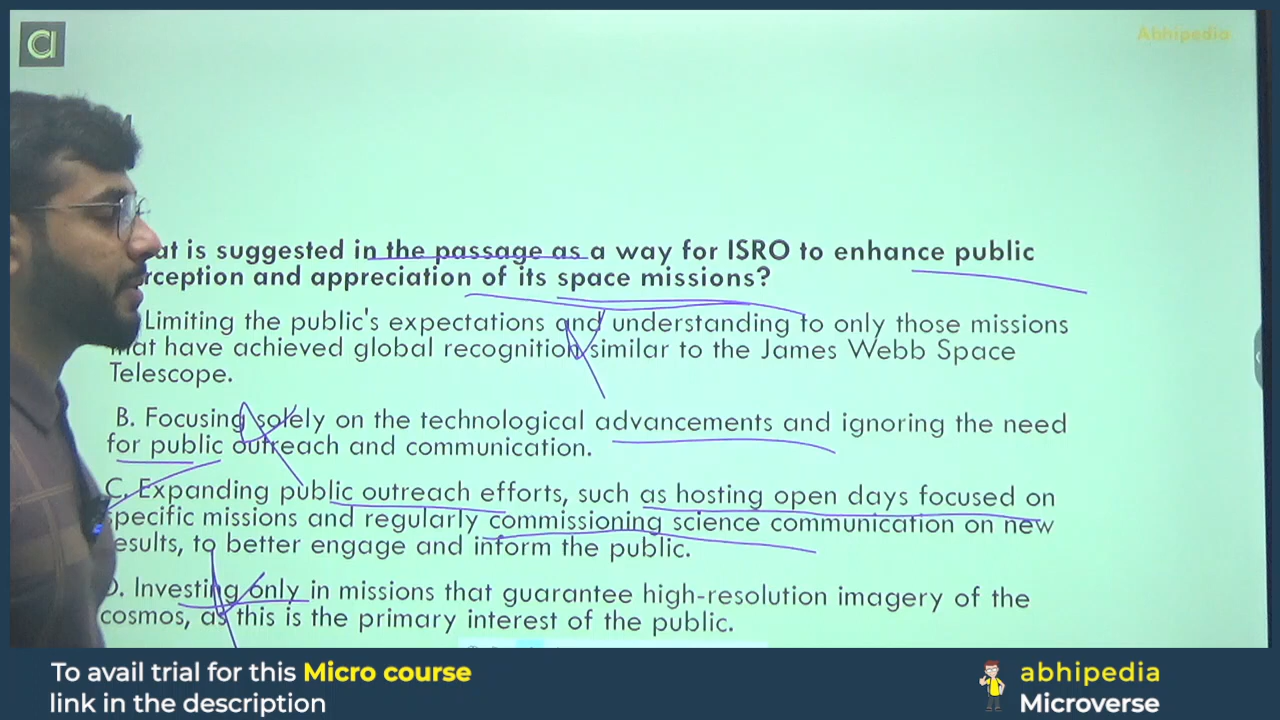 Abhipedia
at is suggested in the passage as a way for ISRO to enhance public
rception and appreciation of its space missions?
Limiting the public's expectations and understanding to only those missions
that have achieved global recognition similar to the James Webb Space
Telescope.
B. Focusing solely on the technological advancements and ignoring the need
for public outreach and communication.
C. Expanding public outreach efforts, such as hosting open days focused on
specific missions and regularly commissioning science communication on new
esults, to better engage and inform the public.
D. Investing only in missions that guarantee high-resolution imagery of the
cosmos, as this is the primary interest of the public.
To avail trial for this Micro course
link in the description
abhipedia
Microverse